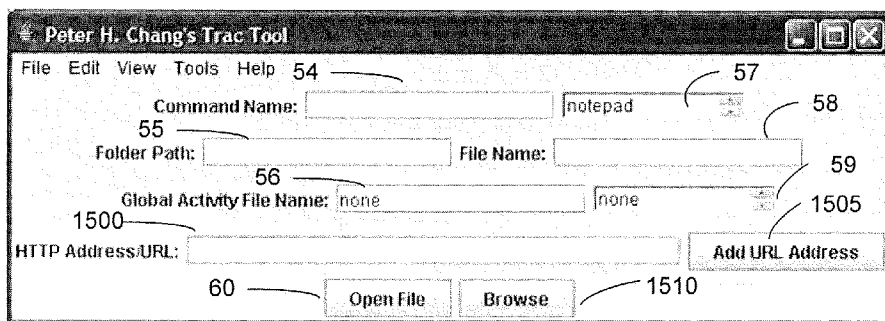 Peter H. Chang's Trac Tool
File Edit View Tools Help 54
57
Command Name: notepad
58
55
Folder Path: File Name:
56
59
Global Activity File Name: none none
1500
1505
HTTP Address/URL: Add URL Address
60 Open File Browse 1510